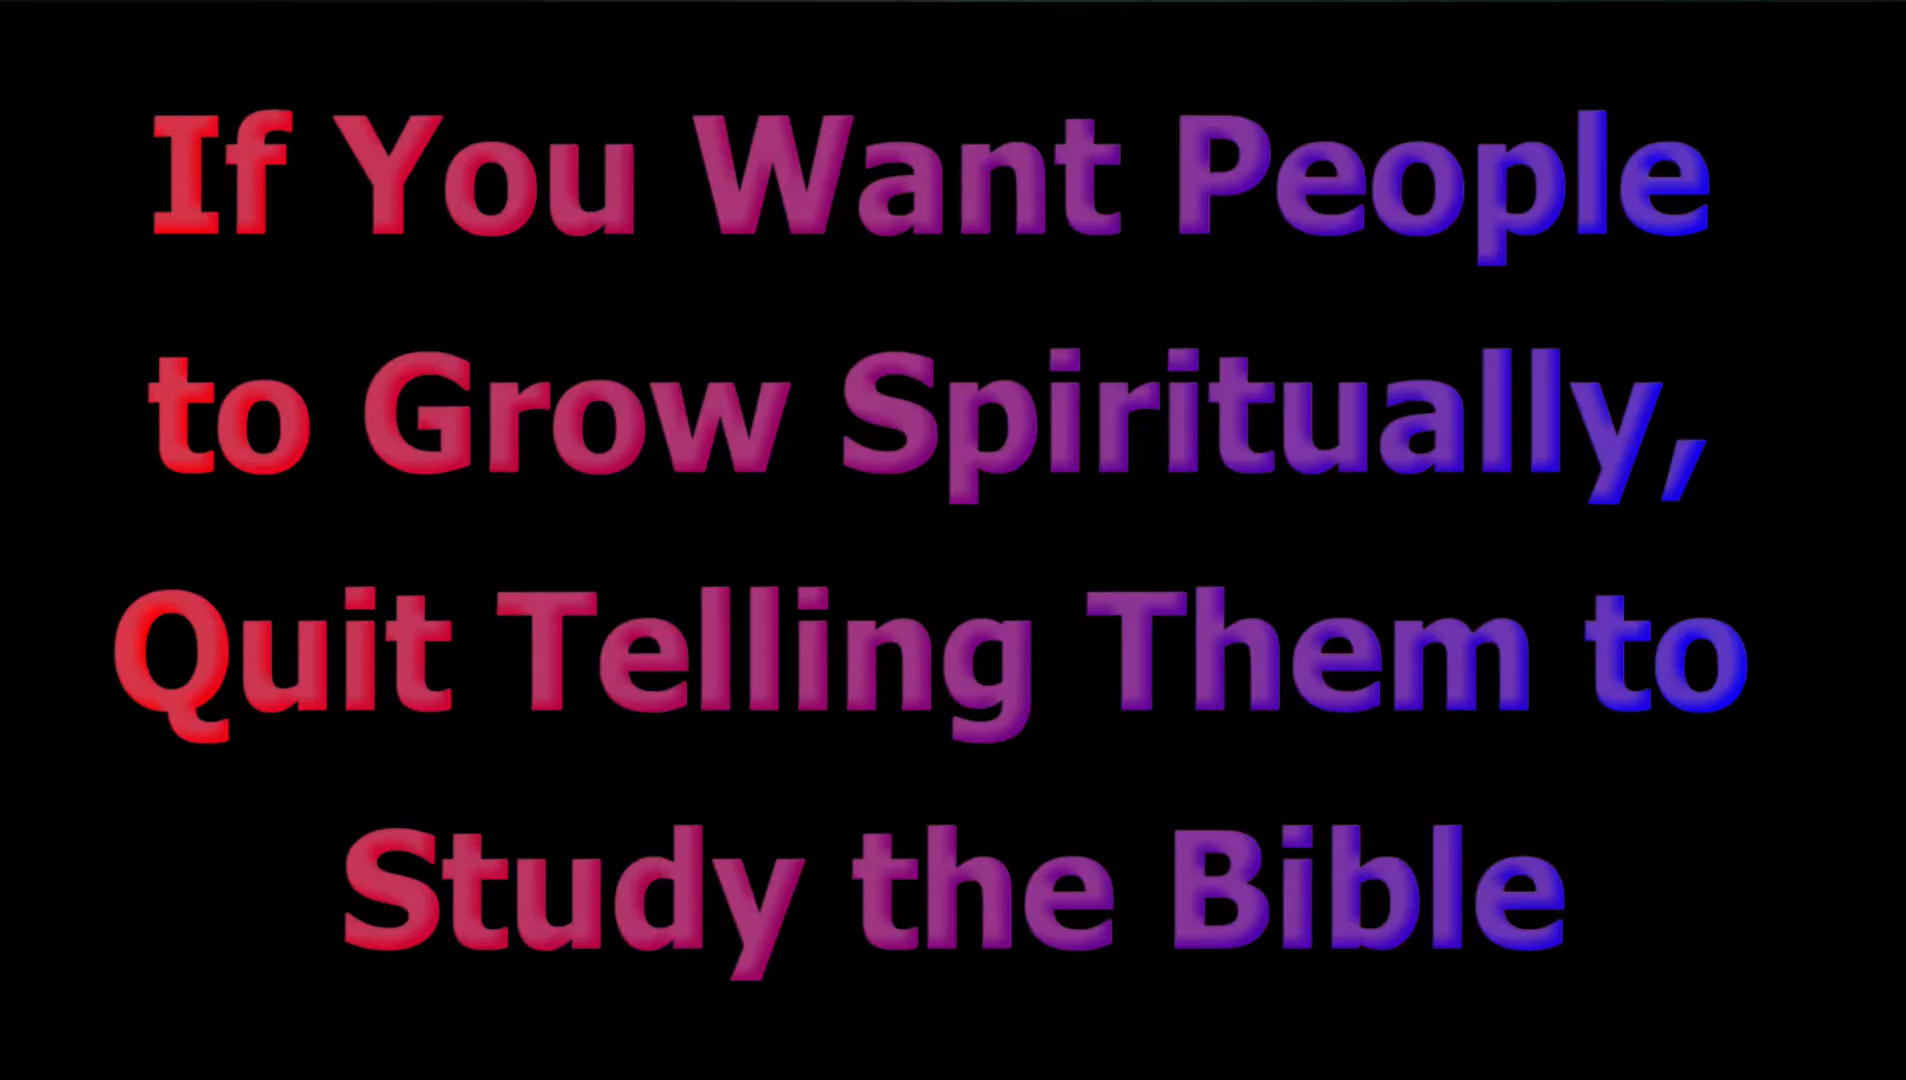 If You Want People
to Grow Spiritually,
Quit Telling Them to
Study the Bible